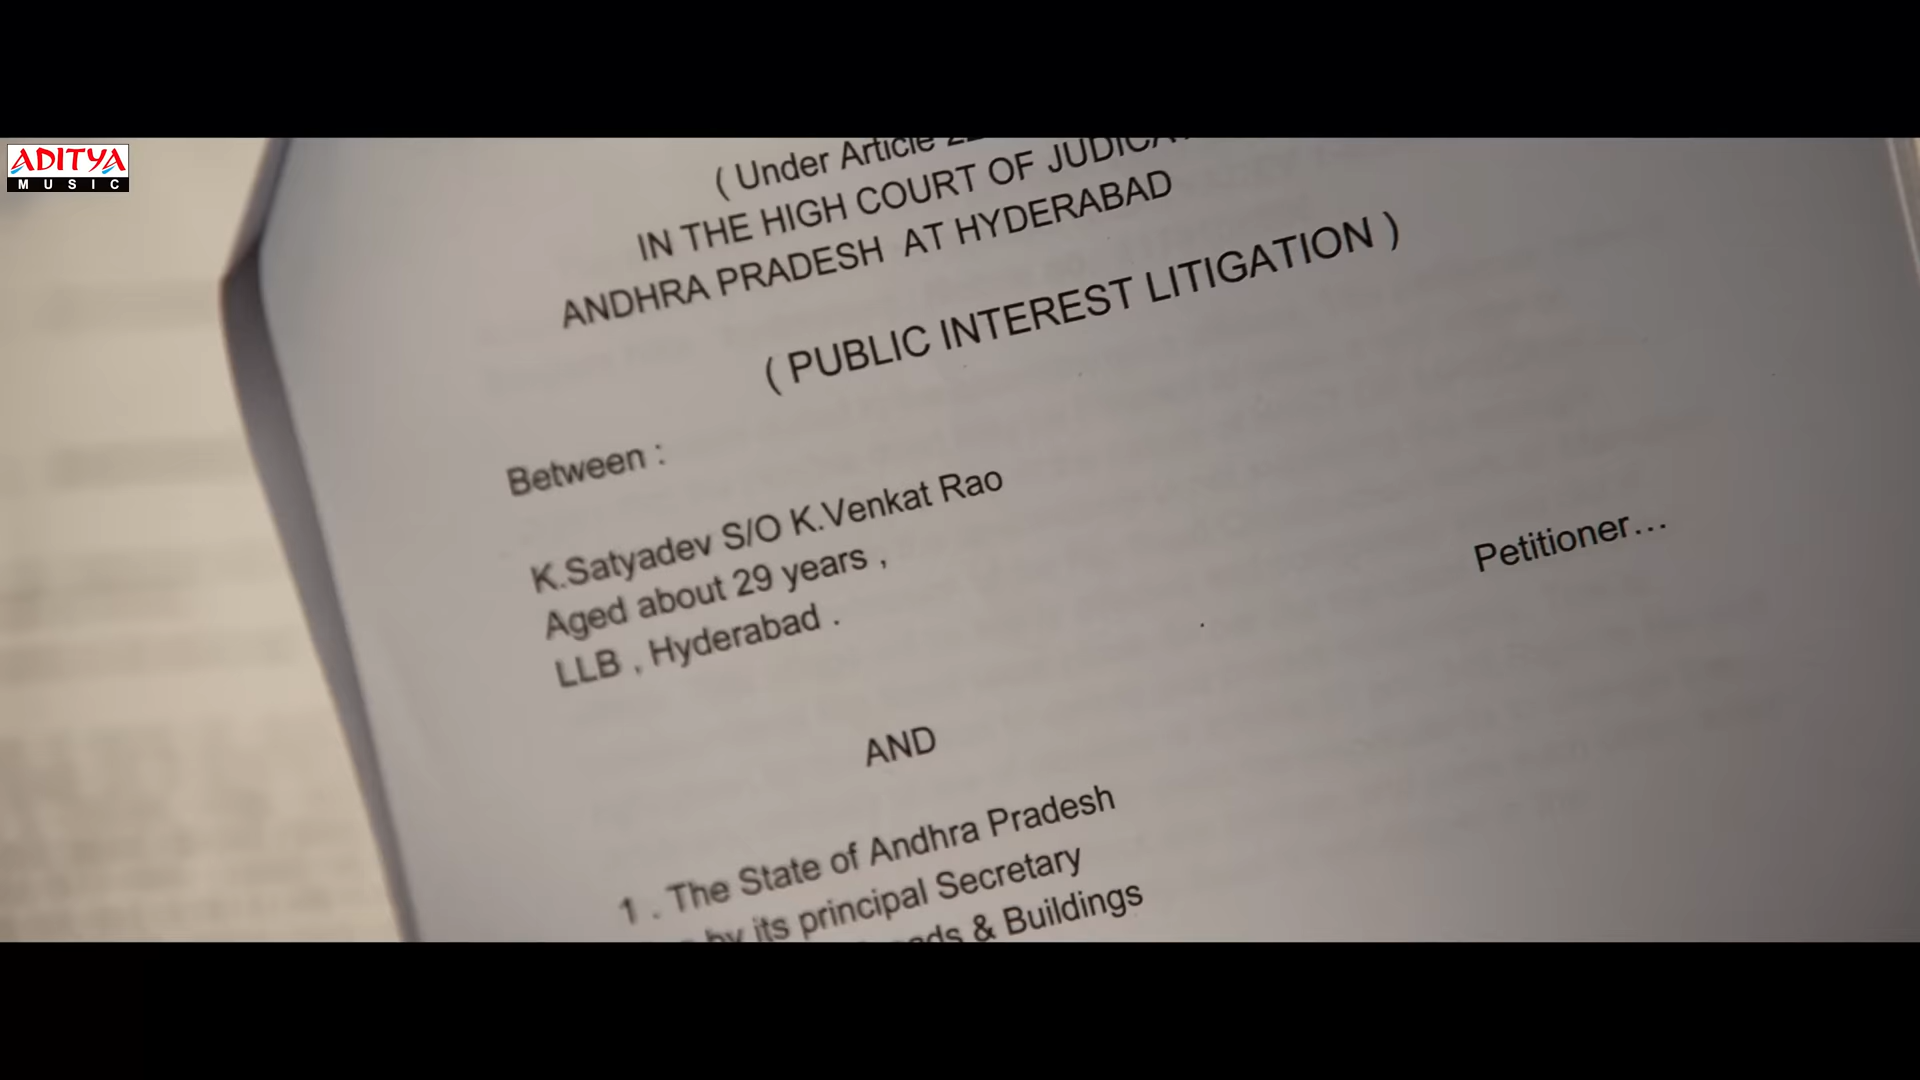 ADITYA
MUSIC
( Under Article
IN THE HIGH COURT OF
ANDHRA PRADESH AT HYDERABAD
( PUBLIC INTEREST LITIGATION )
Between :
K.Satyadev S/O K.Venkat Rao
Aged about 29 years ,
Petitioner...
LLB , Hyderabad .
AND
1 . The State of Andhra Pradesh
by its principal Secretary
& Buildings